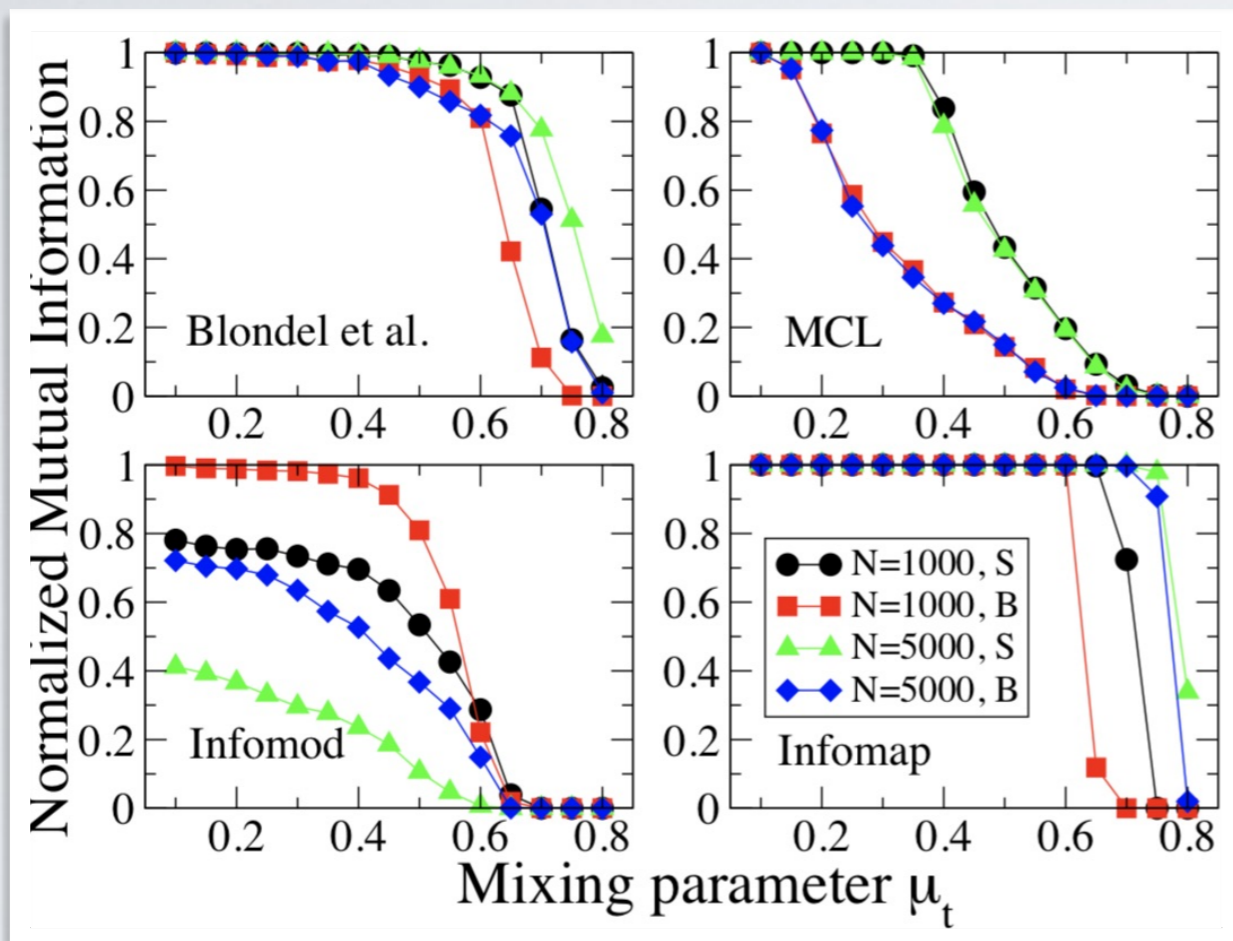 Normalized Mutual Information
1
0.8
0.6
0.4
0.2
0
0.2 0.4 0.6 0.8
Blondel et al.
1
0.8
0.6
0.4
0.2
0
0.2 0.4 0.6 0.8
MCL
1
0.8
0.6
0.4
0.2
0
0.2 0.4 0.6 0.8
Infomod
1
0.8
0.6
0.4
0.2
0
0.2 0.4 0.6 0.8
N=1000, S
N=1000, B
N=5000, S
N=5000, B
Infomap
Mixing parameter μt